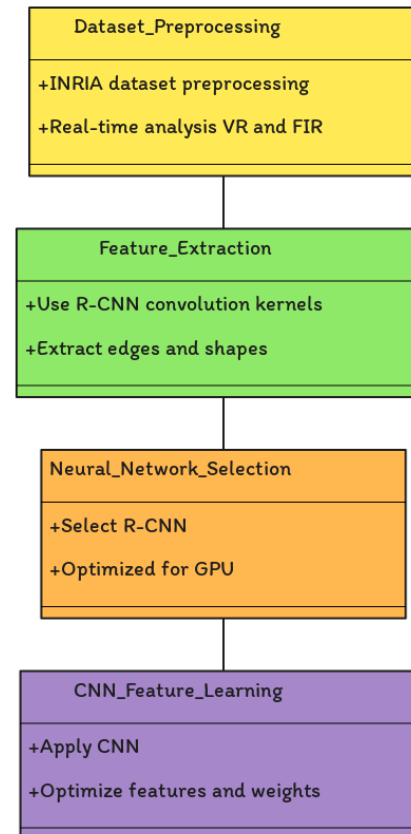 Dataset_Preprocessing
+INRIA dataset preprocessing
+Real-time analysis VR and FIR
Feature_Extraction
+Use R-CNN convolution kernels
+Extract edges and shapes
Neural_Network_Selection
+Select R-CNN
+Optimized for GPU
CNN_Feature_Learning
+Apply CNN
+Optimize features and weights